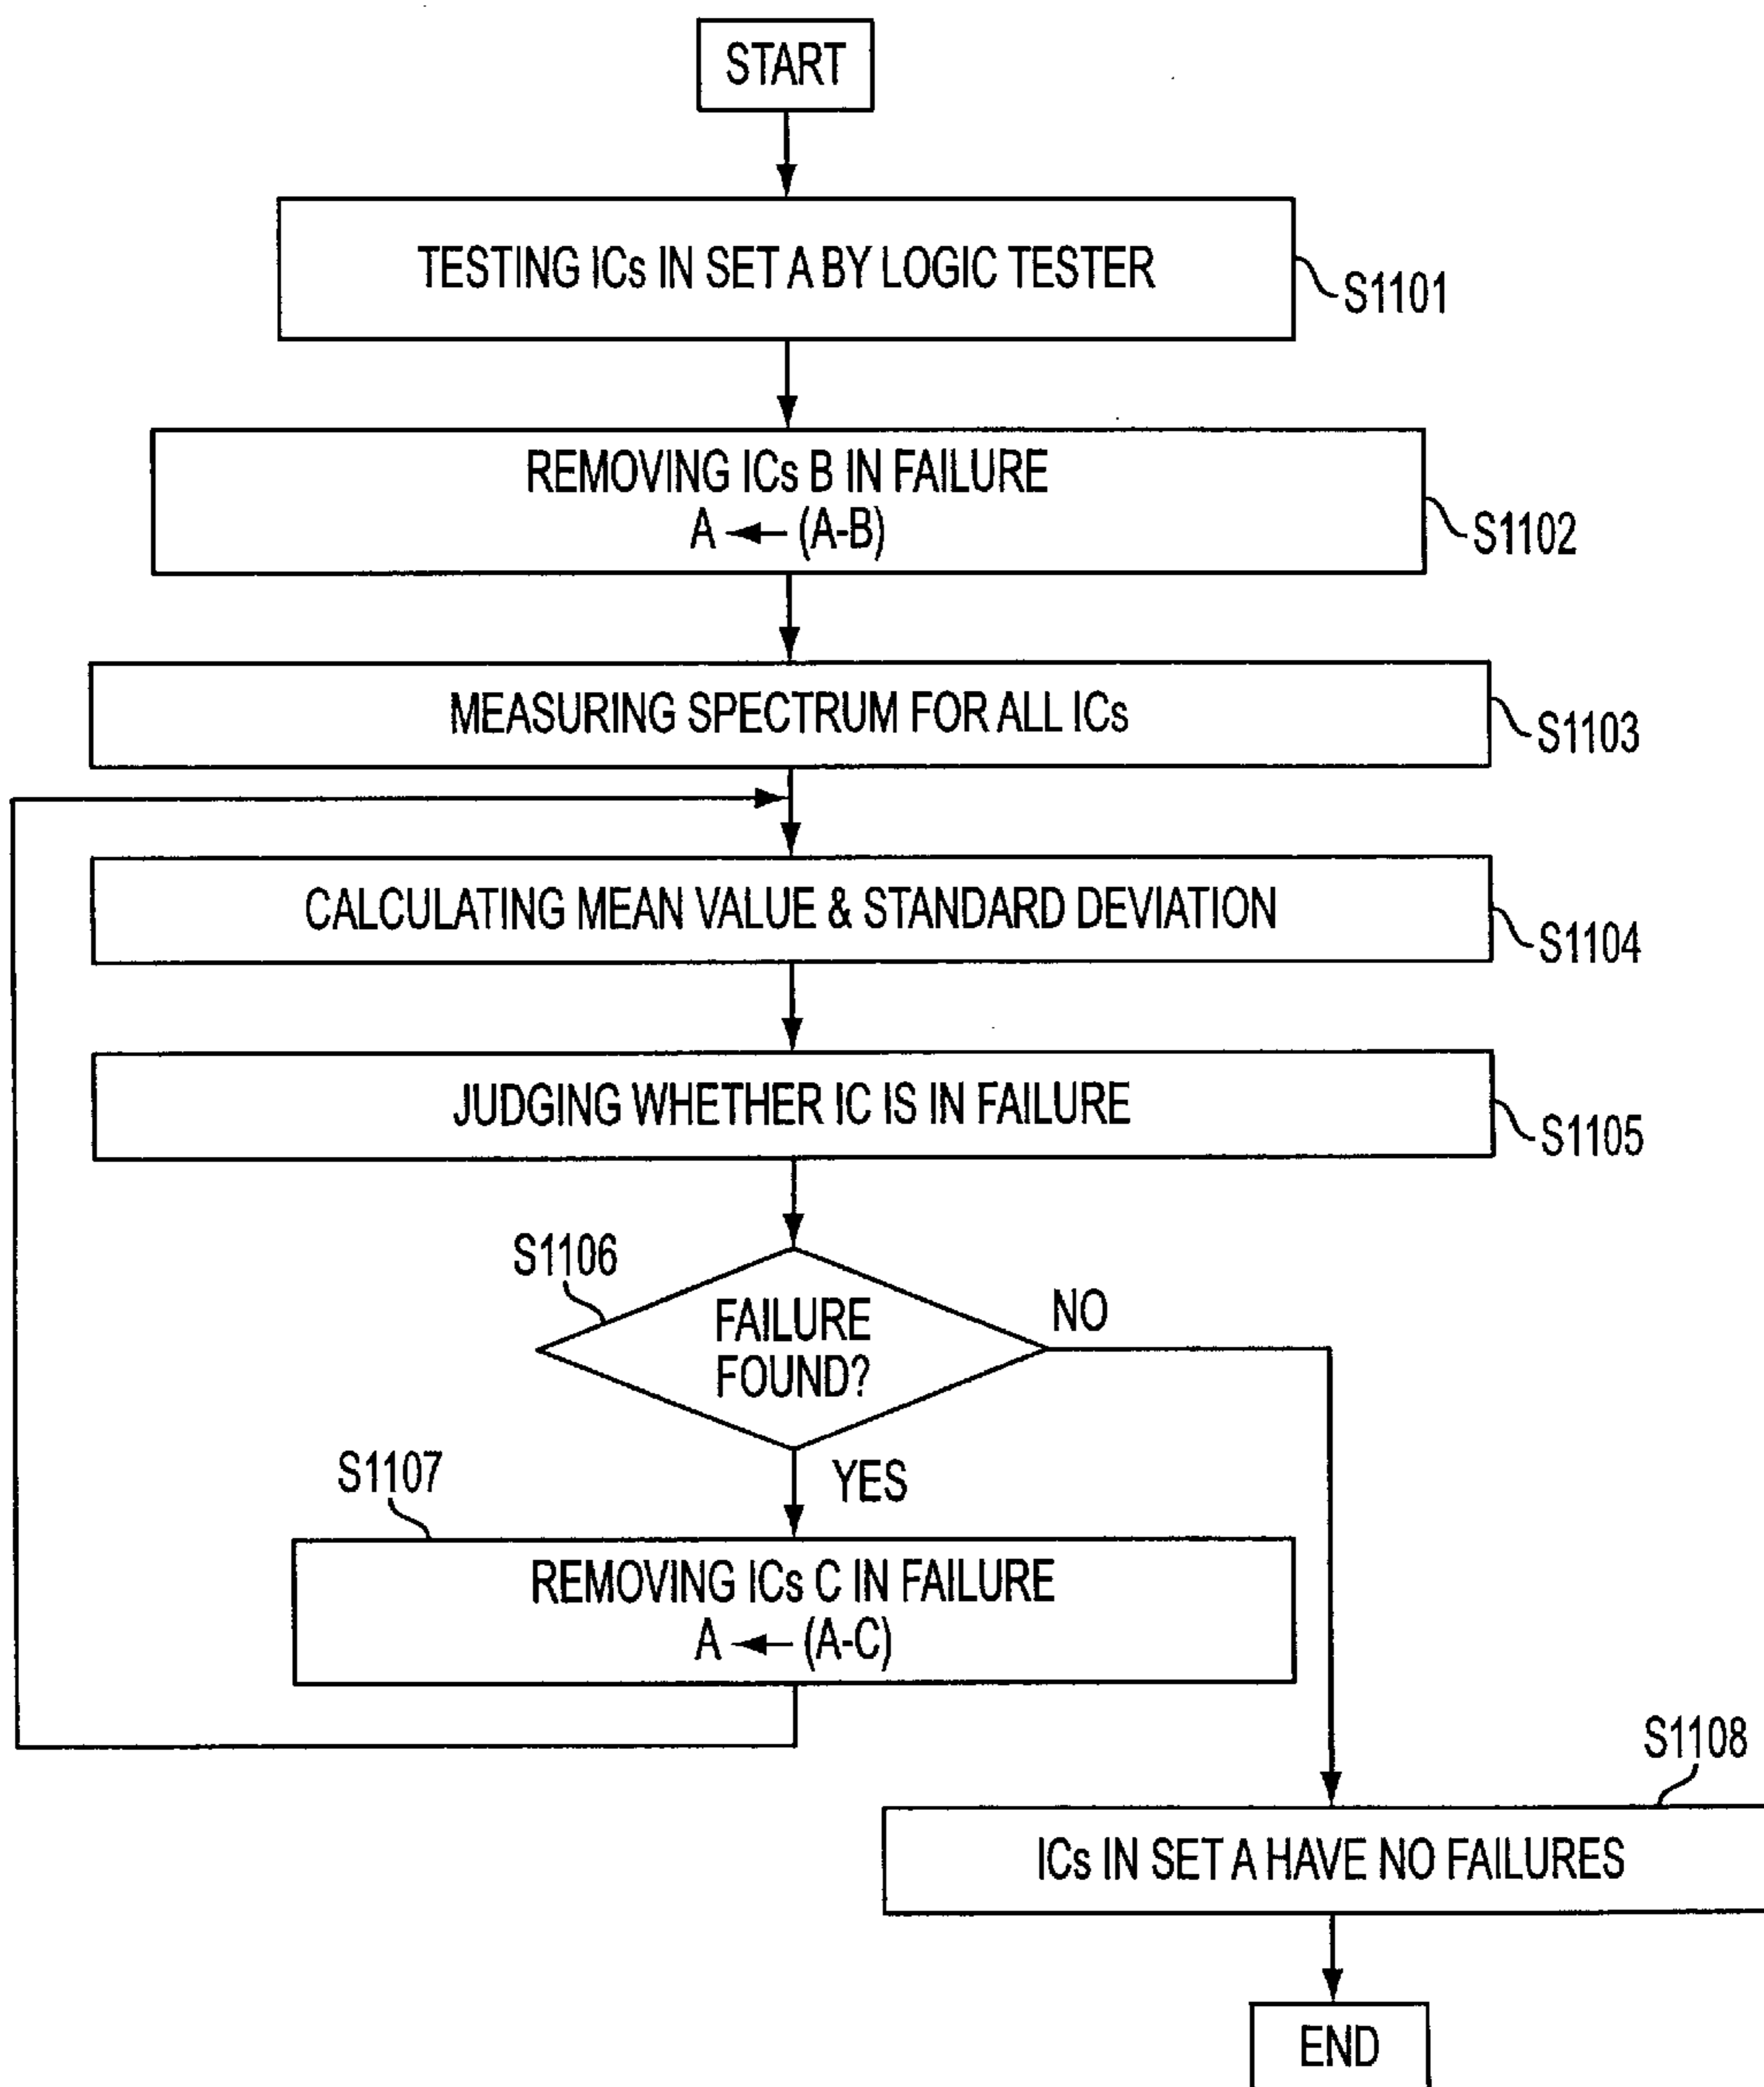 START
TESTING ICs IN SET A BY LOGIC TESTER
S1101
REMOVING ICs B IN FAILURE
A ← (A-B)
S1102
MEASURING SPECTRUM FOR ALL ICs
S1103
CALCULATING MEAN VALUE & STANDARD DEVIATION
S1104
JUDGING WHETHER IC IS IN FAILURE
S1105
S1106
FAILURE
FOUND?
NO
YES
S1107
REMOVING ICs C IN FAILURE
A ← (A-C)
S1108
ICs IN SET A HAVE NO FAILURES
END